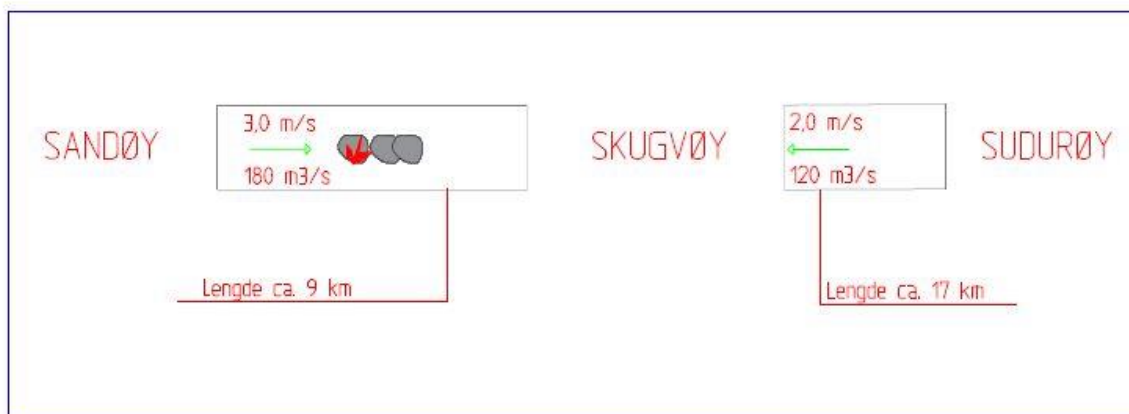 SANDØY
3,0 m/s
180 m3/s
SKUGVØY
2,0 m/s
120 m3/s
SUDURØY
Lengde ca. 9 km
Lengde ca. 17 km